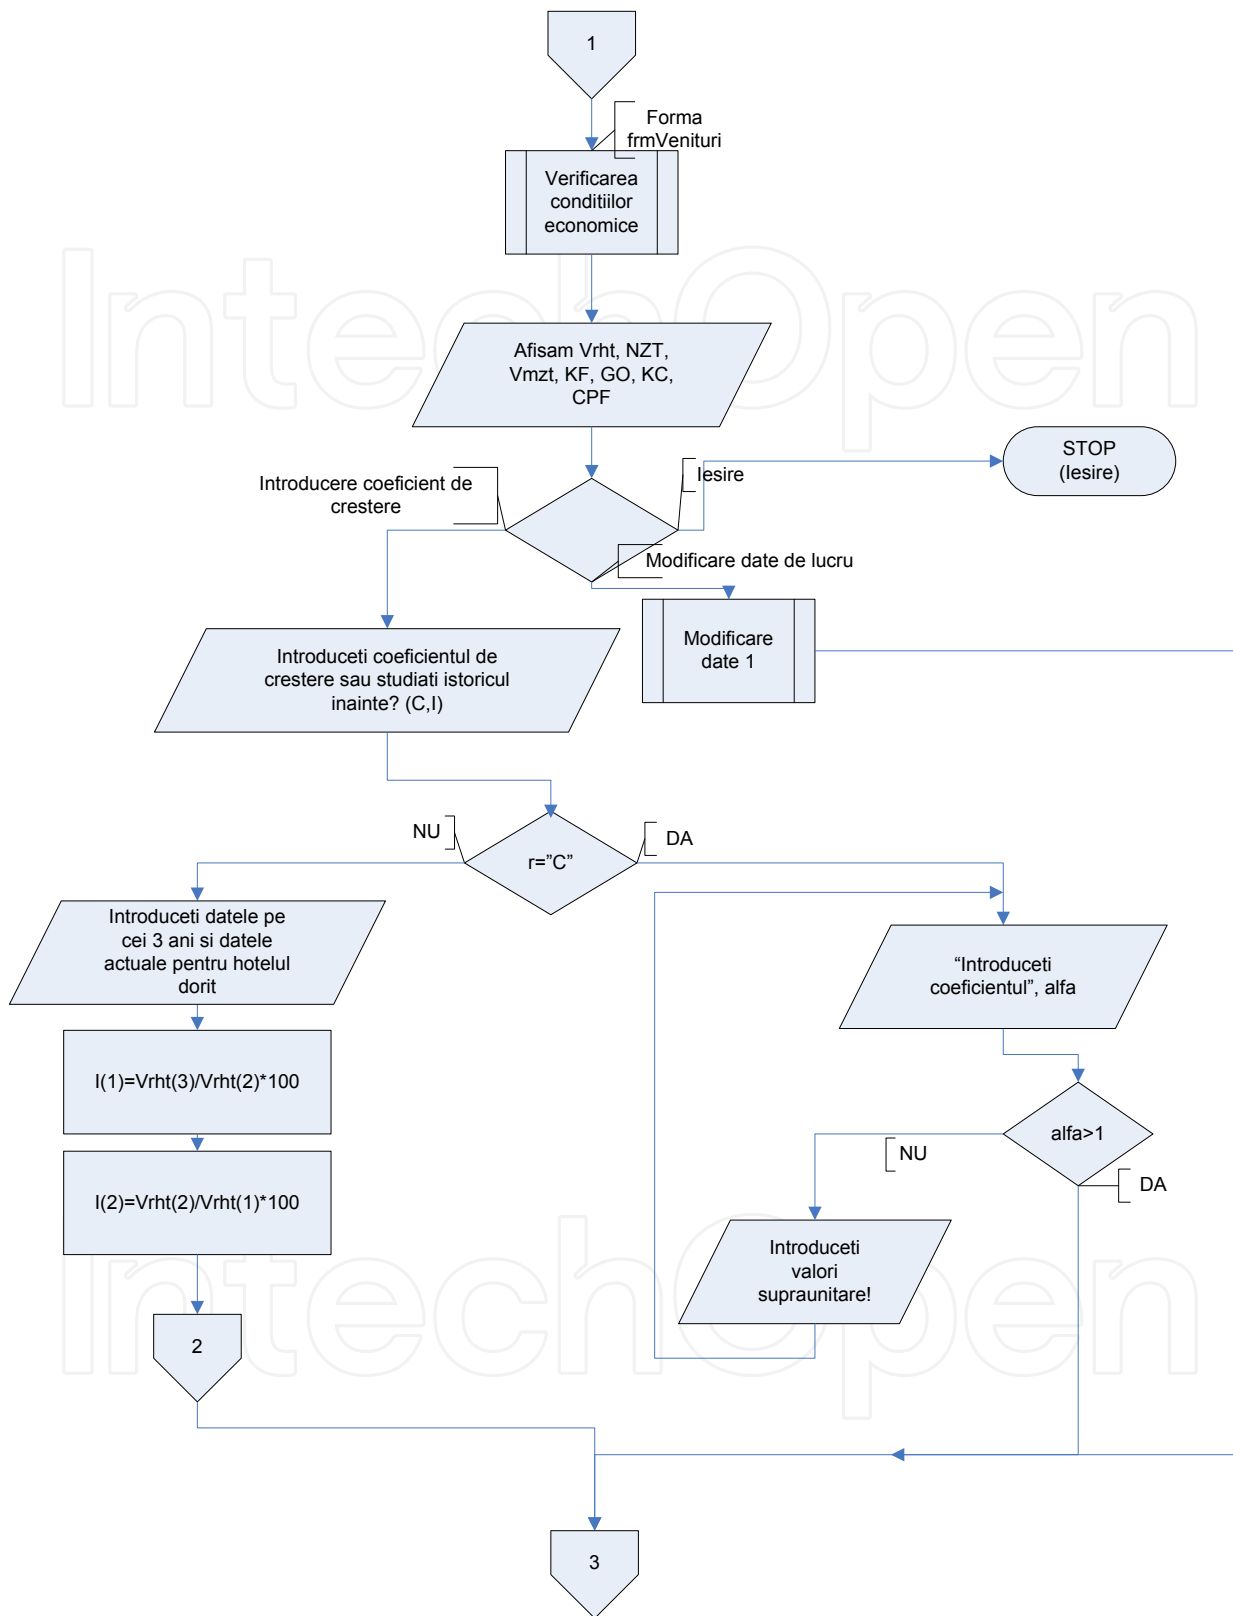 1
Forma
frmVenituri
Verificarea
conditiilor
economice
Afisam Vrht, NZT,
Vmzt, KF, GO, KC,
CPF
STOP
(Iesire)
Introducere coeficient de
crestere
Iesire
Modificare date de lucru
Modificare
date 1
Introduceti coeficientul de
crestere sau studiati istoricul
inainte? (C,I)
NU
r=”C”
DA
Introduceti datele pe
cei 3 ani si datele
actuale pentru hotelul
dorit
“Introduceti
coeficientul”, alfa
I(1)=Vrht(3)/Vrht(2)*100
alfa>1
NU
DA
I(2)=Vrht(2)/Vrht(1)*100
Introduceti
valori
supraunitare!
2
3
IntechOpen
IntechOpen